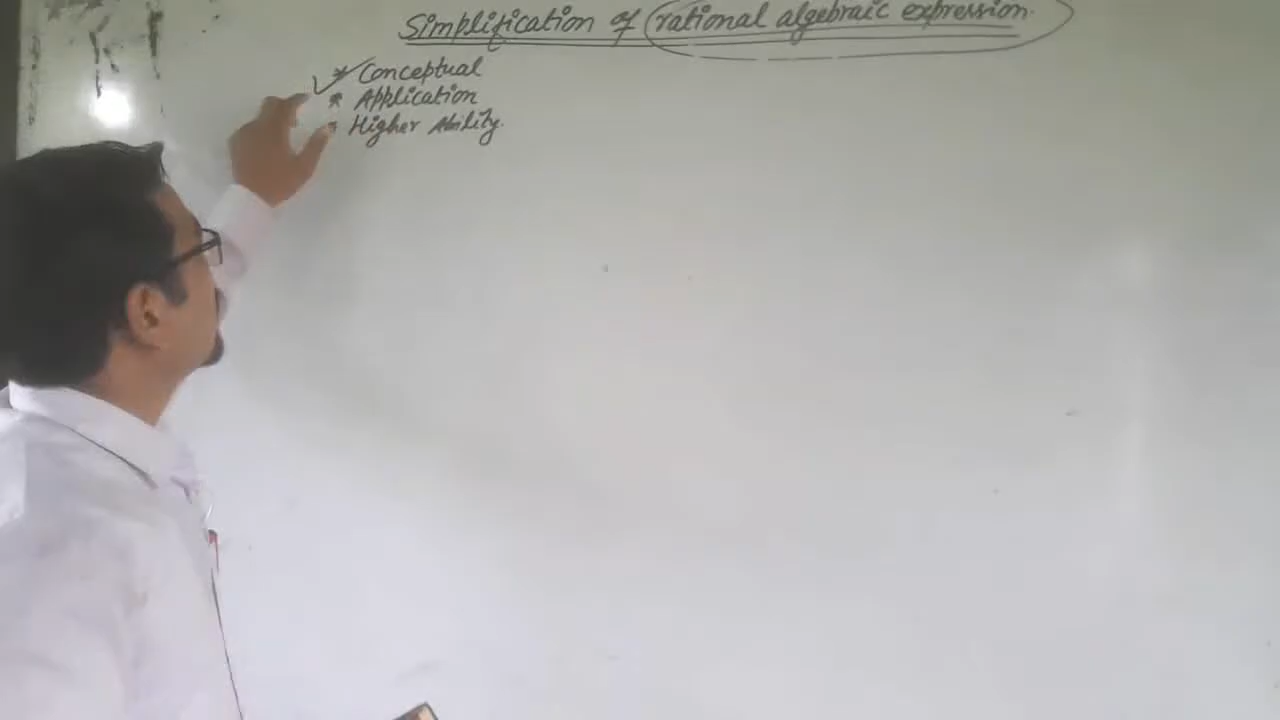 Simplification of rational algebraic expression.
* Conceptual
* Application
* Higher Ability.